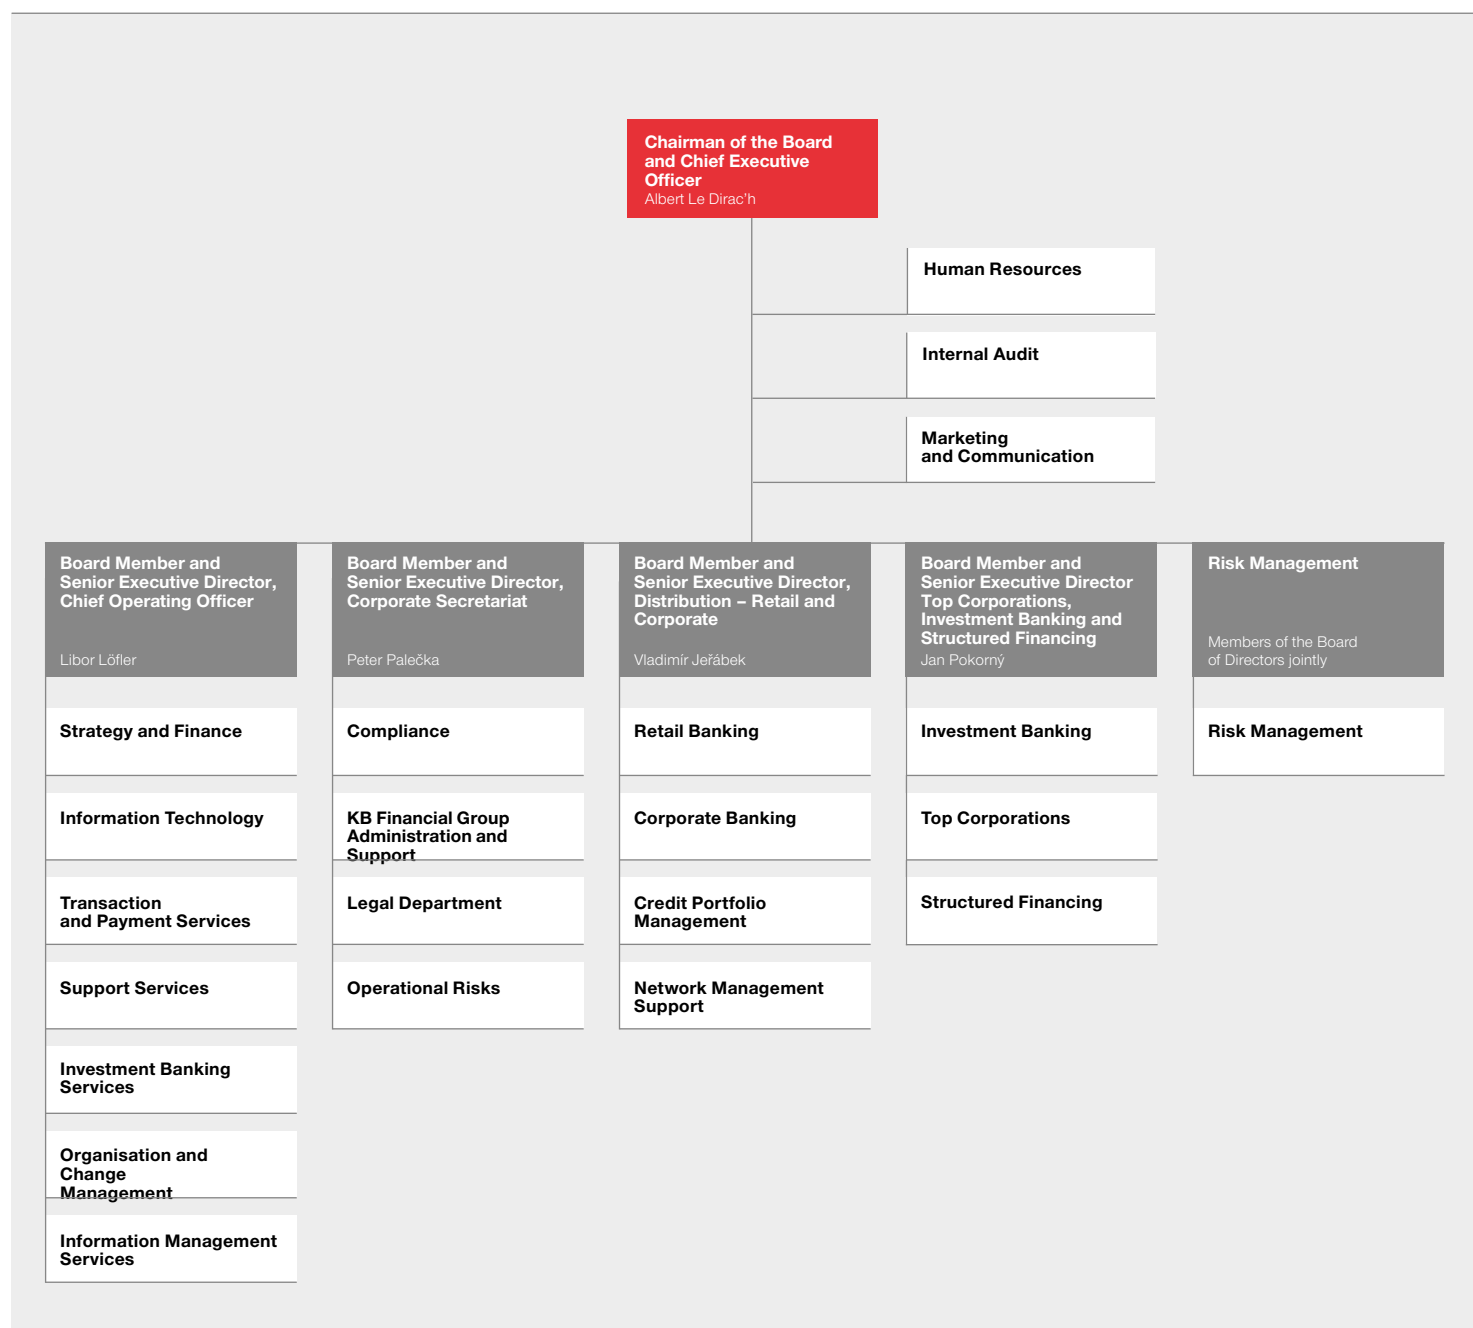 Chairman of the Board
and Chief Executive
Officer
Albert Le Dirac’h
Human Resources
Internal Audit
Marketing
and Communication
Board Member and
Senior Executive Director,
Chief Operating Officer
Libor Löfler
Strategy and Finance
Information Technology
Transaction
and Payment Services
Support Services
Investment Banking
Services
Organisation and
Change
Management
Information Management
Services
Board Member and
Senior Executive Director,
Corporate Secretariat
Peter Palečka
Compliance
KB Financial Group
Administration and
Support
Legal Department
Operational Risks
Board Member and
Senior Executive Director,
Distribution – Retail and
Corporate
Vladimír Jeřábek
Retail Banking
Corporate Banking
Credit Portfolio
Management
Network Management
Support
Board Member and
Senior Executive Director
Top Corporations,
Investment Banking and
Structured Financing
Jan Pokorný
Investment Banking
Top Corporations
Structured Financing
Risk Management
Members of the Board
of Directors jointly
Risk Management